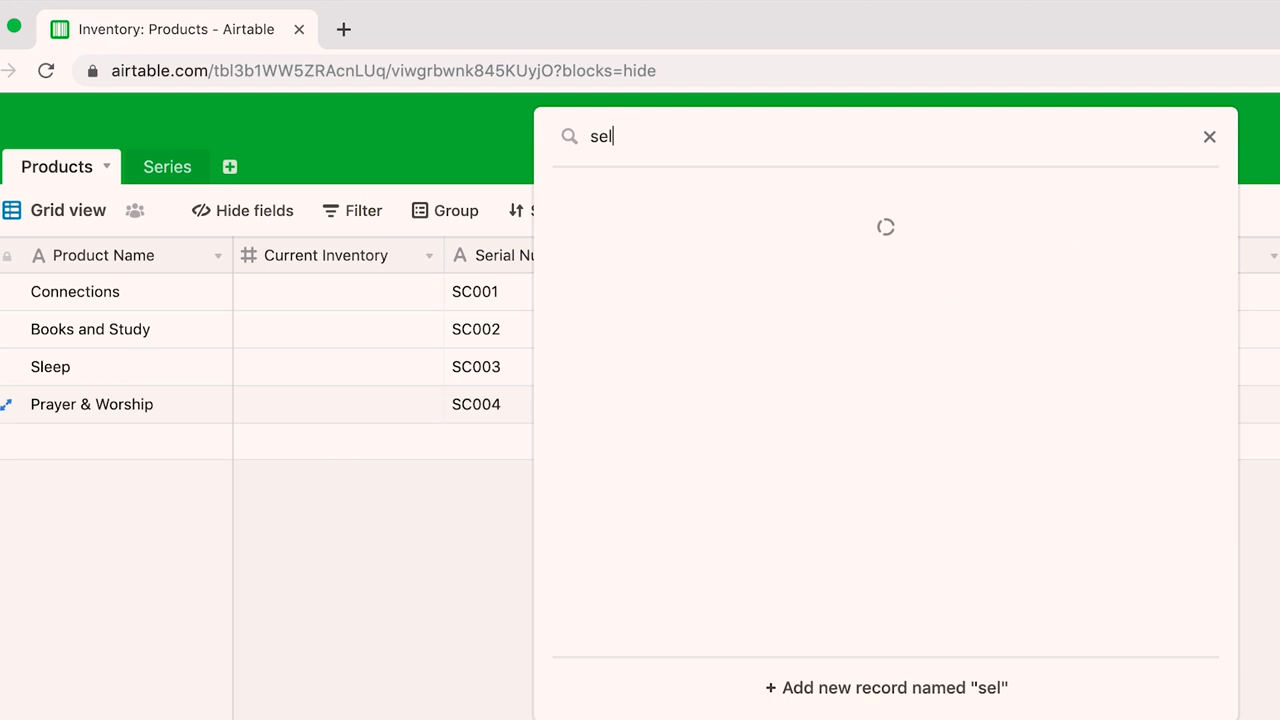 Inventory: Products - Airtable
airtable.com/tbl3b1WW5ZRAcnLUq/viwgrbwnk845KUyjO?blocks=hide
sel
Products Series
Grid view Hide fields Filter Group
Product Name Current Inventory Serial
Connections SC001
Books and Study SC002
Sleep SC003
Prayer & Worship SC004
+ Add new record named "sel"